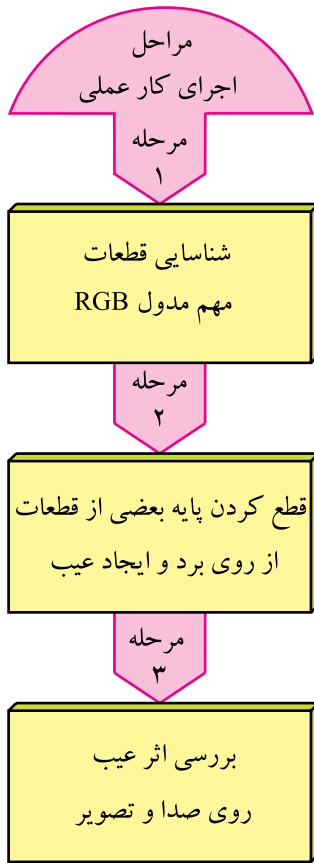 مراحل
اجرای کار عملی
مرحله
۱
شناسایی قطعات
مهم مدول RGB
مرحله
۲
قطع کردن پایه بعضی از قطعات
از روی برد و ایجاد عیب
مرحله
۳
بررسی اثر عیب
روی صدا و تصویر